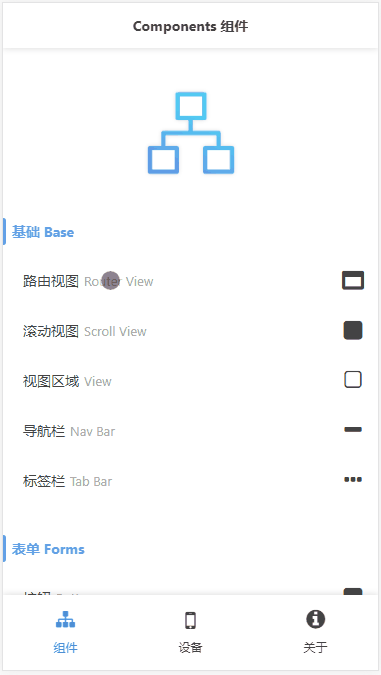 Components 组件
基础 Base
路由视图 Router View
滚动视图 Scroll View
视图区域 View
导航栏 Nav Bar
标签栏 Tab Bar
表单 Forms
组件 设备 关于